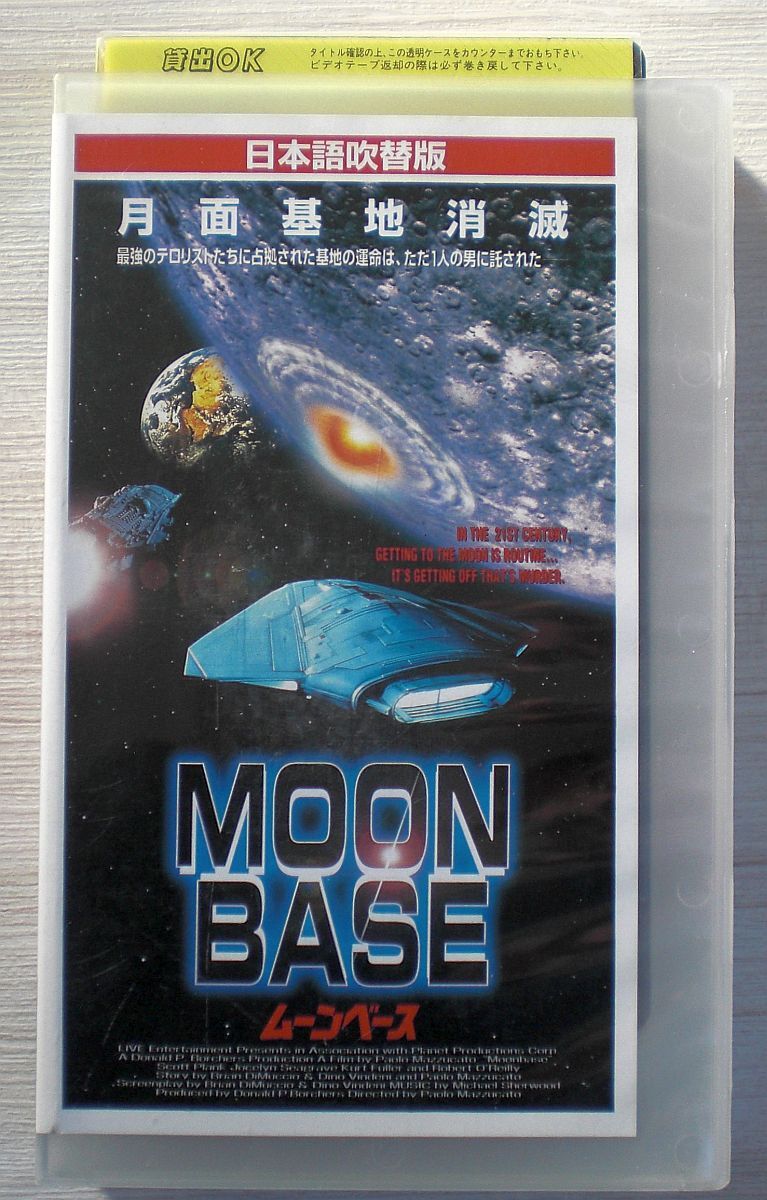 貸出OK
タイトル確認の上、この透明ケースをカウンターまでおもち下さい。
ビデオテープ返却の際は必ず巻き戻して下さい。
日本語吹替版
月面基地消滅
最強のテロリストたちに占拠された基地の運命は、ただ1人の男に託された
IN THE 21ST CENTURY,
GETTING TO THE MOON IS ROUTINE...
IT'S GETTING OFF THAT'S MURDER.
MOON
BASE
ムーンベース
LIVE Entertainment Presents in Association with Planet Productions Corp.
A Donald P. Borchers Production A Film by Paolo Mazzucato "Moonbase"
Scott Plank Jocelyn Seagrave Kurt Fuller and Robert O'Reilly
Story by Brian DiMuccio & Dino Vindeni and Paolo Mazzucato
Screenplay by Brian DiMuccio & Dino Vindeni MUSIC by Michael Sherwood
Produced by Donald P. Borchers Directed by Paolo Mazzucato